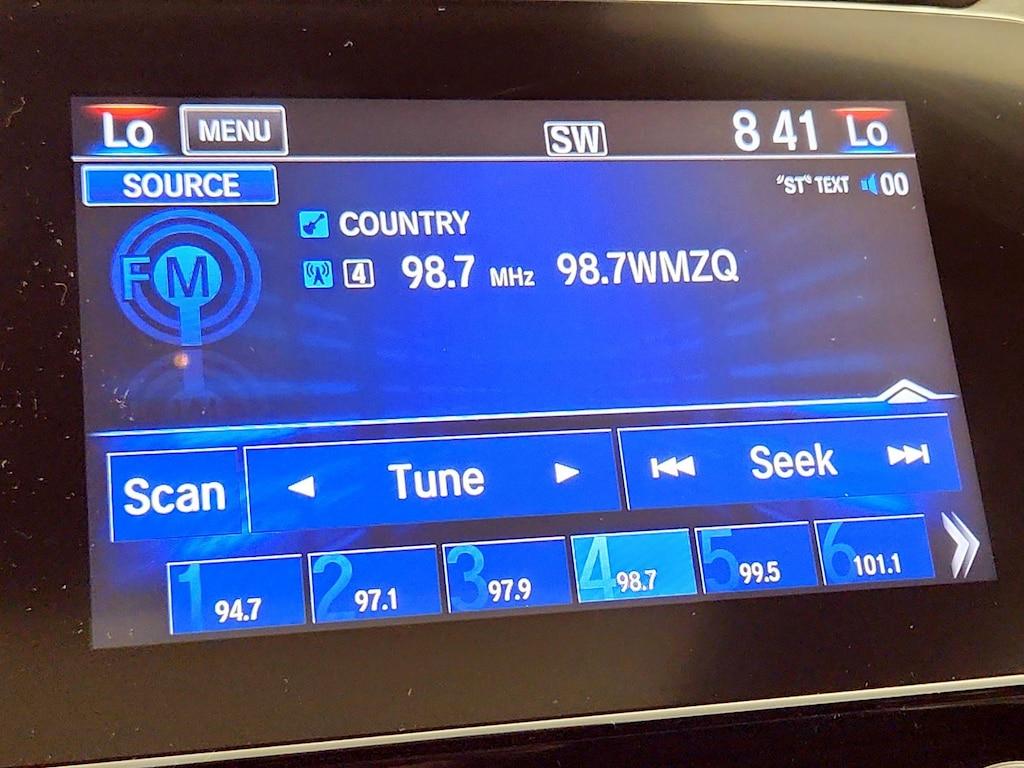 Lo MENU SW 8 41 Lo
SOURCE "ST" TEXT 00
COUNTRY
FM 4 98.7 MHz 98.7WMZQ
Scan Tune Seek
1 94.7 2 97.1 3 97.9 4 98.7 5 99.5 6 101.1